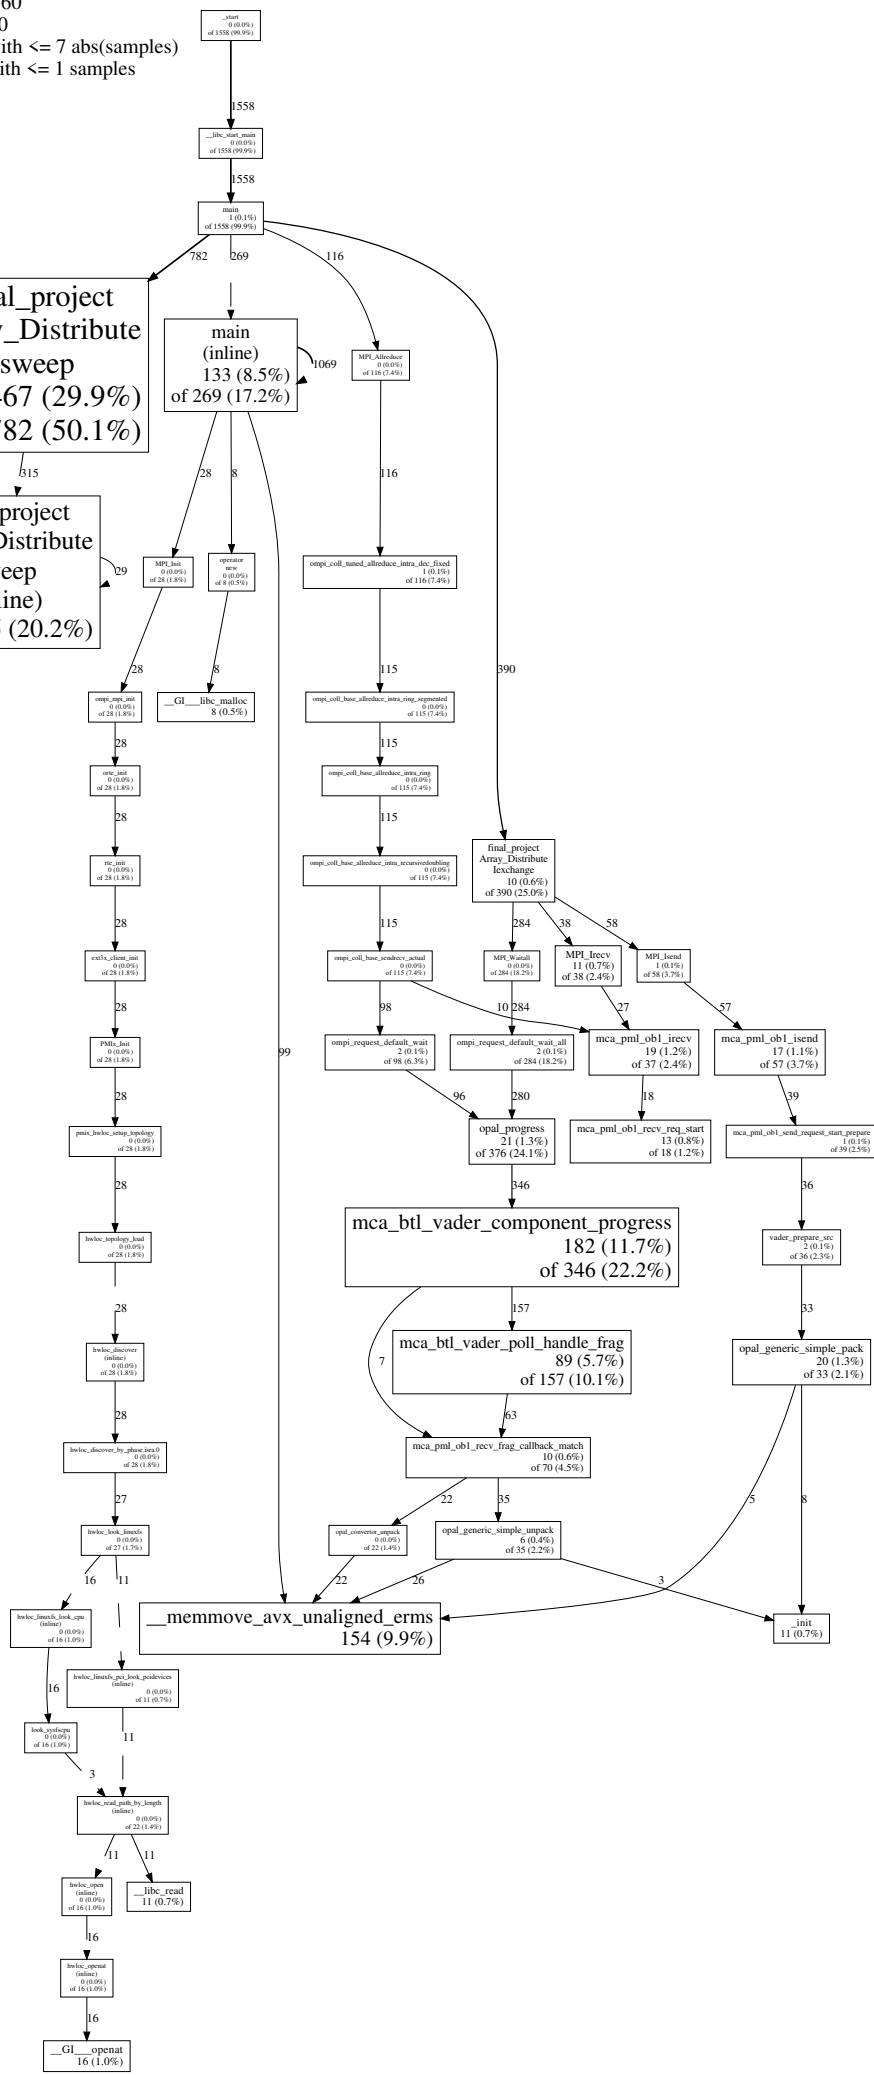 60
0
with <= 7 abs(samples)
with <= 1 samples
_start
0 (0.0%)
of 1558 (99.9%)
1558
__libc_start_main
0 (0.0%)
of 1558 (99.9%)
1558
main
1 (0.1%)
of 1558 (99.9%)
782
269
116
al_project
y_Distribute
sweep
467 (29.9%)
782 (50.1%)
main
(inline)
133 (8.5%)
of 269 (17.2%)
1069
MPI_Allreduce
0 (0.0%)
of 116 (7.4%)
315
28
8
116
project
Distribute
eep
line)
(20.2%)
29
MPI_Init
0 (0.0%)
of 28 (1.8%)
operator
new
0 (0.0%)
of 8 (0.5%)
ompi_coll_tuned_allreduce_intra_dec_fixed
1 (0.1%)
of 116 (7.4%)
28
8
115
390
ompi_mpi_init
0 (0.0%)
of 28 (1.8%)
__GI___libc_malloc
8 (0.5%)
ompi_coll_base_allreduce_intra_ring_segmented
0 (0.0%)
of 115 (7.4%)
28
115
orte_init
0 (0.0%)
of 28 (1.8%)
ompi_coll_base_allreduce_intra_ring
0 (0.0%)
of 115 (7.4%)
28
115
rte_init
0 (0.0%)
of 28 (1.8%)
ompi_coll_base_allreduce_intra_recursivedoubling
0 (0.0%)
of 115 (7.4%)
final_project
Array_Distribute
Iexchange
10 (0.6%)
of 390 (25.0%)
28
115
284
38
58
ext3x_client_init
0 (0.0%)
of 28 (1.8%)
ompi_coll_base_sendrecv_actual
0 (0.0%)
of 115 (7.4%)
MPI_Waitall
0 (0.0%)
of 284 (18.2%)
MPI_Irecv
11 (0.7%)
of 38 (2.4%)
MPI_Isend
1 (0.1%)
of 58 (3.7%)
28
98
10
284
27
57
PMIx_Init
0 (0.0%)
of 28 (1.8%)
99
ompi_request_default_wait
2 (0.1%)
of 98 (6.3%)
ompi_request_default_wait_all
2 (0.1%)
of 284 (18.2%)
mca_pml_ob1_irecv
19 (1.2%)
of 37 (2.4%)
mca_pml_ob1_isend
17 (1.1%)
of 57 (3.7%)
28
96
280
18
39
pmix_hwloc_setup_topology
0 (0.0%)
of 28 (1.8%)
opal_progress
21 (1.3%)
of 376 (24.1%)
mca_pml_ob1_recv_req_start
13 (0.8%)
of 18 (1.2%)
mca_pml_ob1_send_request_start_prepare
1 (0.1%)
of 39 (2.5%)
28
346
36
hwloc_topology_load
0 (0.0%)
of 28 (1.8%)
mca_btl_vader_component_progress
182 (11.7%)
of 346 (22.2%)
vader_prepare_src
2 (0.1%)
of 36 (2.3%)
28
157
33
hwloc_discover
(inline)
0 (0.0%)
of 28 (1.8%)
7
mca_btl_vader_poll_handle_frag
89 (5.7%)
of 157 (10.1%)
opal_generic_simple_pack
20 (1.3%)
of 33 (2.1%)
28
63
hwloc_discover_by_phase.isra.0
0 (0.0%)
of 28 (1.8%)
mca_pml_ob1_recv_frag_callback_match
10 (0.6%)
of 70 (4.5%)
27
22
35
5
8
hwloc_look_linuxfs
0 (0.0%)
of 27 (1.7%)
opal_convertor_unpack
0 (0.0%)
of 22 (1.4%)
opal_generic_simple_unpack
6 (0.4%)
of 35 (2.2%)
16
11
22
26
3
hwloc_linuxfs_look_cpu
(inline)
0 (0.0%)
of 16 (1.0%)
__memmove_avx_unaligned_erms
154 (9.9%)
_init
11 (0.7%)
16
hwloc_linuxfs_pci_look_pcidevices
(inline)
0 (0.0%)
of 11 (0.7%)
look_sysfscpu
0 (0.0%)
of 16 (1.0%)
11
3
hwloc_read_path_by_length
(inline)
0 (0.0%)
of 22 (1.4%)
11
11
hwloc_open
(inline)
0 (0.0%)
of 16 (1.0%)
__libc_read
11 (0.7%)
16
hwloc_openat
(inline)
0 (0.0%)
of 16 (1.0%)
16
__GI___openat
16 (1.0%)